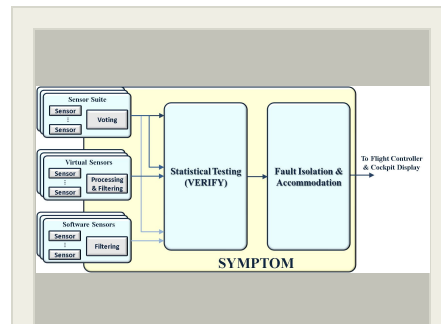 Sensor Suite
Sensor
Voting
Sensor
Virtual Sensors
Sensor
Processing
& Filtering
Sensor
Software Sensors
Sensor
Filtering
Sensor
Statistical Testing
(VERIFY)
Fault Isolation &
Accommodation
To Flight Controller
& Cockpit Display
SYMPTOM